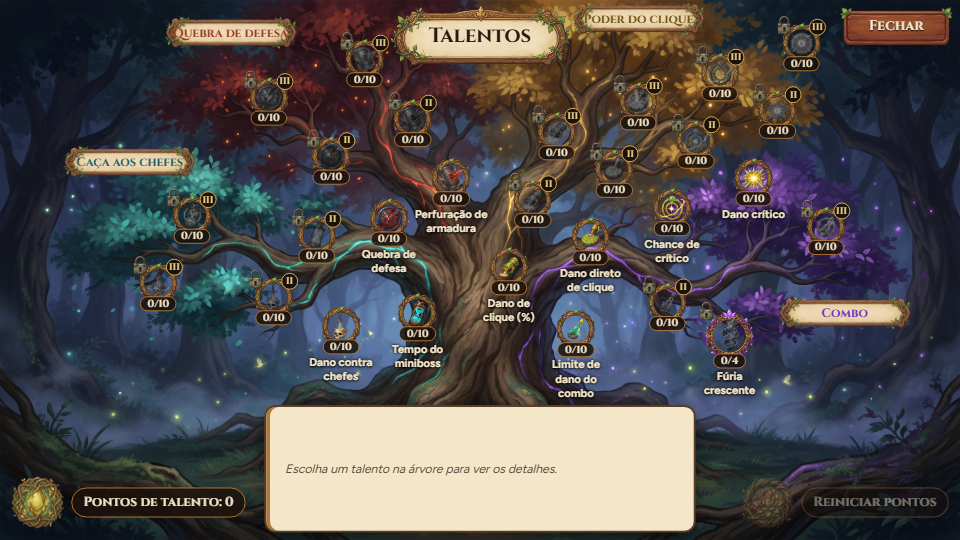 TALENTOS
QUEBRA DE DEFESA
PODER DO CLIQUE
FECHAR
III
0/10
III
0/10
III
0/10
III
0/10
II
0/10
III
0/10
II
0/10
III
0/10
II
0/10
II
0/10
II
0/10
CAÇA AOS CHEFES
0/10
Perfuração de
armadura
II
0/10
0/10
Dano crítico
III
0/10
II
0/10
0/10
Quebra de
defesa
0/10
Chance de
crítico
III
0/10
0/10
Dano direto
de clique
III
0/10
II
0/10
0/10
Dano de
clique (%)
II
0/10
COMBO
0/10
Dano contra
chefes
0/10
Tempo do
miniboss
0/10
Limite de
dano do
combo
0/4
Fúria
crescente
Escolha um talento na árvore para ver os detalhes.
PONTOS DE TALENTO: 0
REINICIAR PONTOS